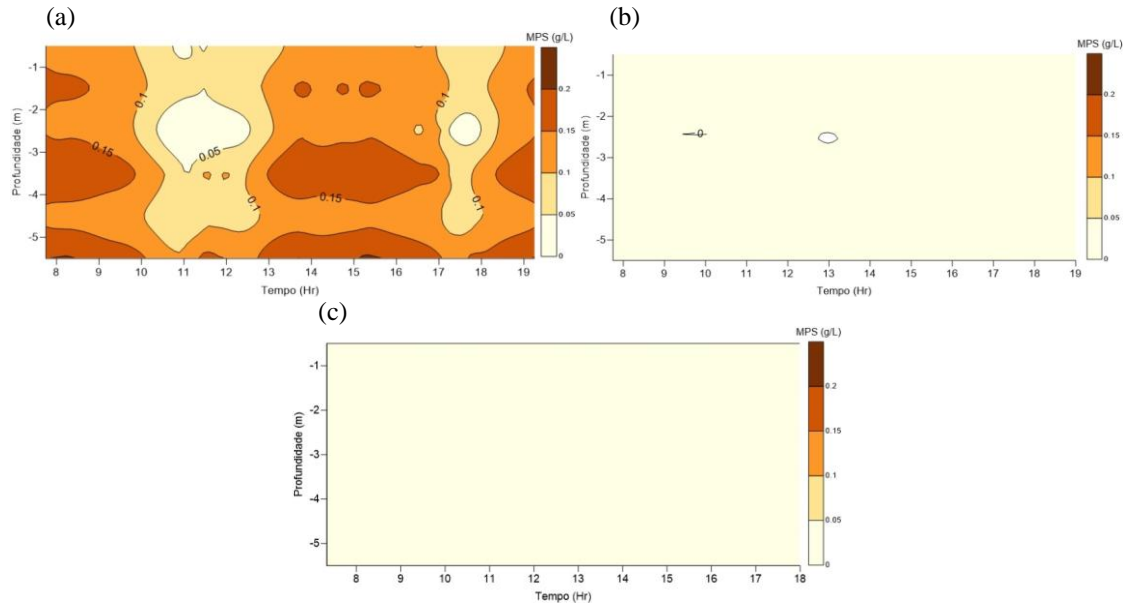 (a)
MPS (g/L)
0.2
0.15
0.1
0.05
0
Profundidade (m)
-1
-2
-3
-4
-5
0.1
0.1
0.15
0.05
0.15
0.1
0.1
8 9 10 11 12 13 14 15 16 17 18 19
Tempo (Hr)
(b)
MPS (g/L)
0.2
0.15
0.1
0.05
0
Profundidade (m)
-1
-2
-3
-4
-5
0
8 9 10 11 12 13 14 15 16 17 18 19
Tempo (Hr)
(c)
MPS (g/L)
0.2
0.15
0.1
0.05
0
Profundidade (m)
-1
-2
-3
-4
-5
8 9 10 11 12 13 14 15 16 17 18
Tempo (Hr)